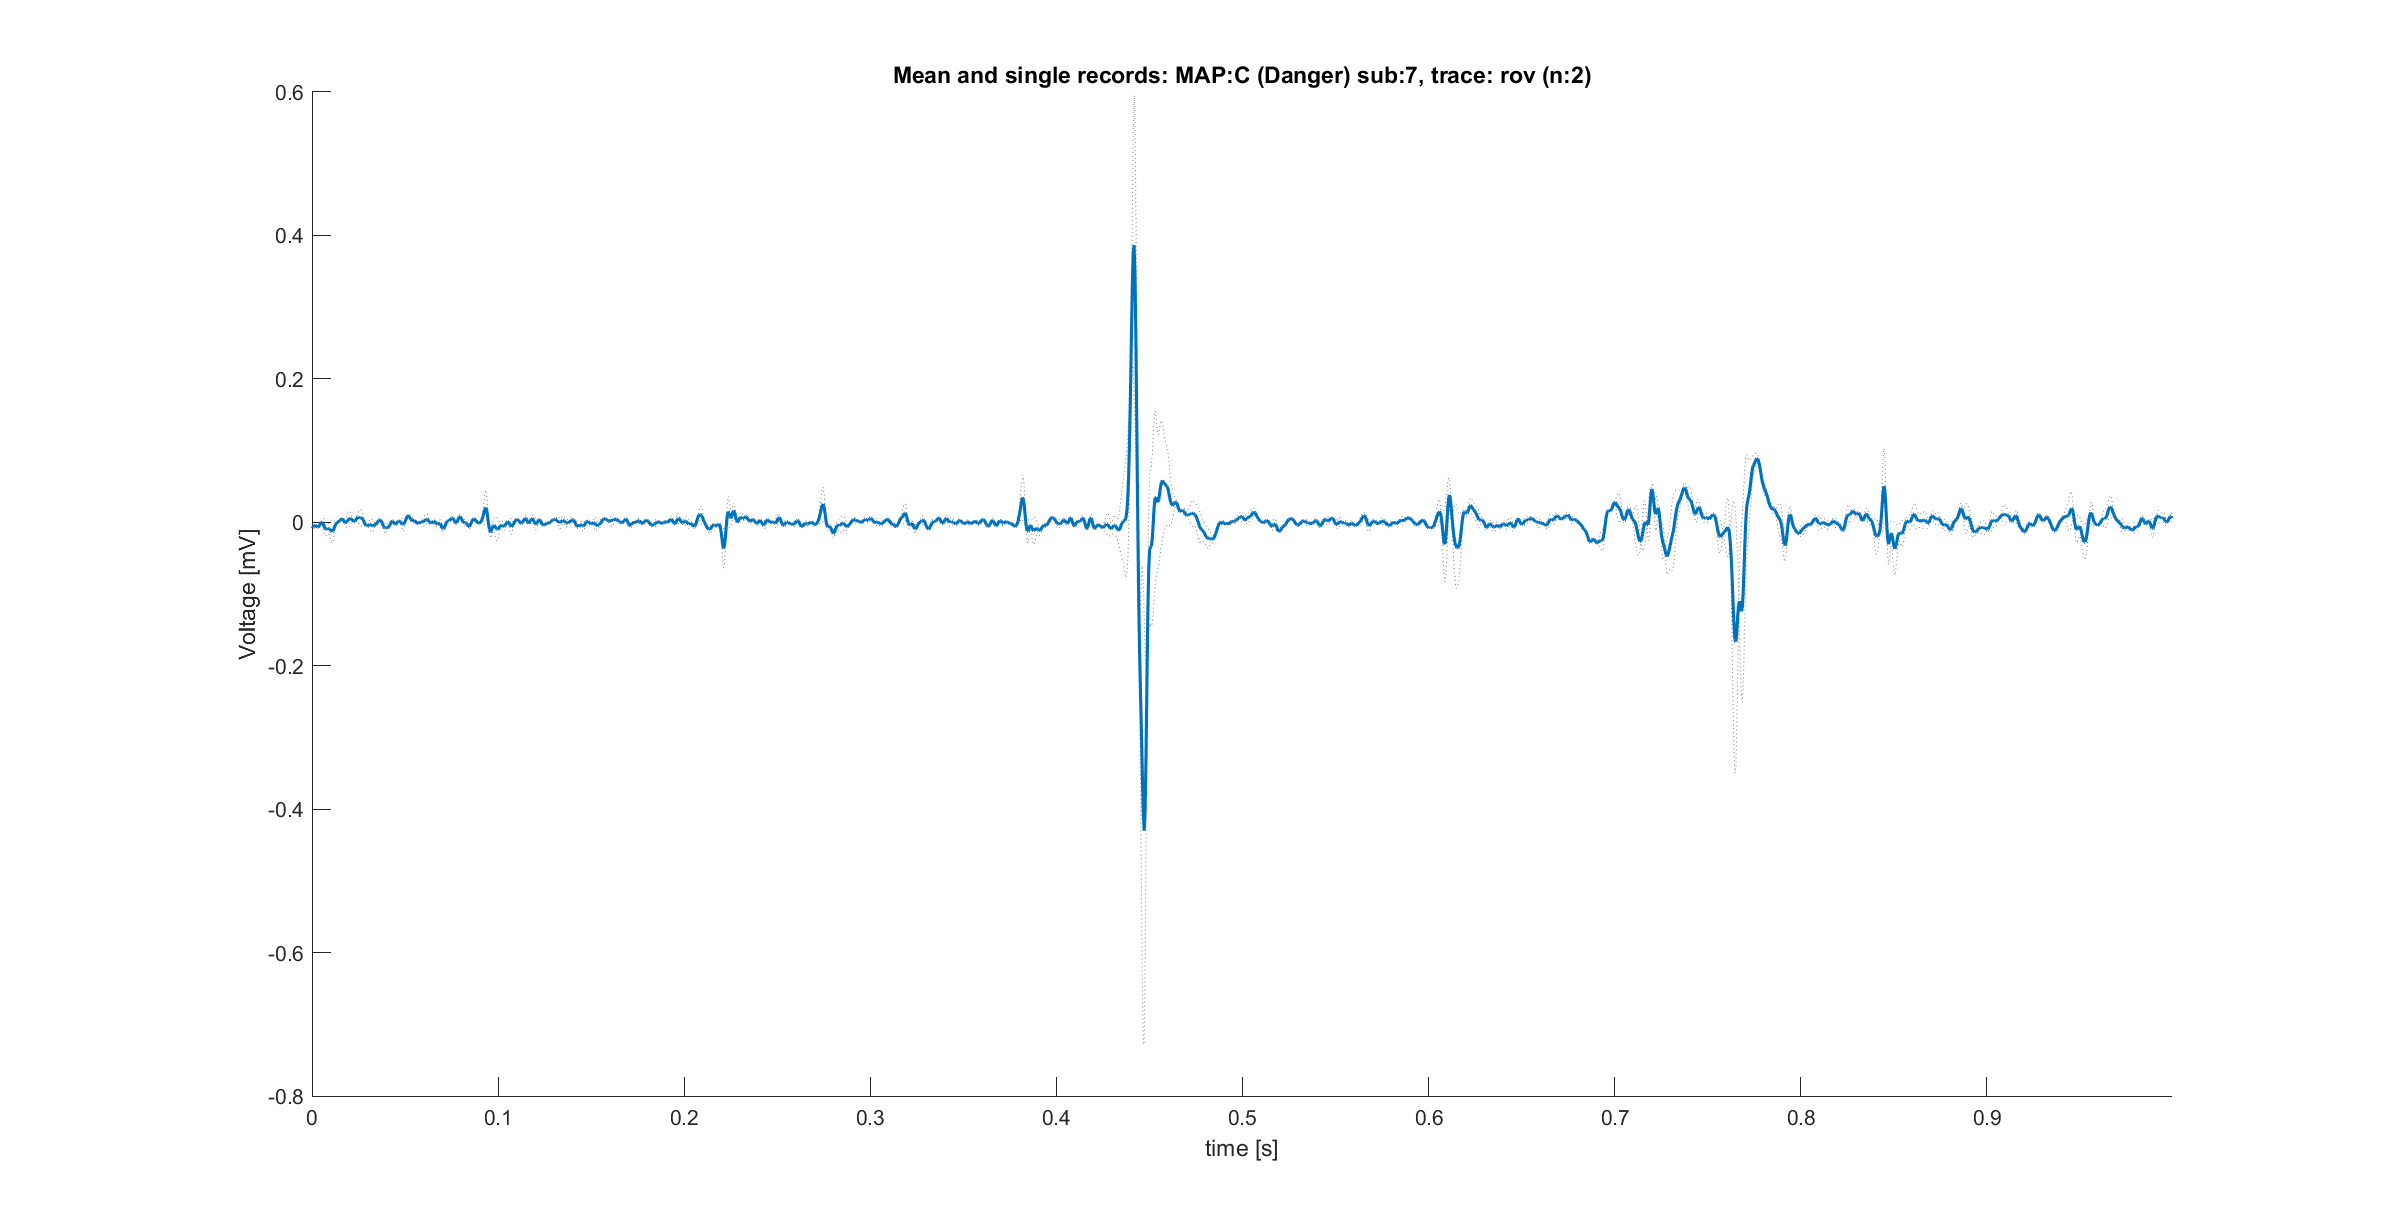 Mean and single records: MAP:C (Danger) sub:7, trace: rov (n:2)
0.6
0.4
0.2
0
-0.2
-0.4
-0.6
-0.8
Voltage [mV]
0 0.1 0.2 0.3 0.4 0.5 0.6 0.7 0.8 0.9
time [s]